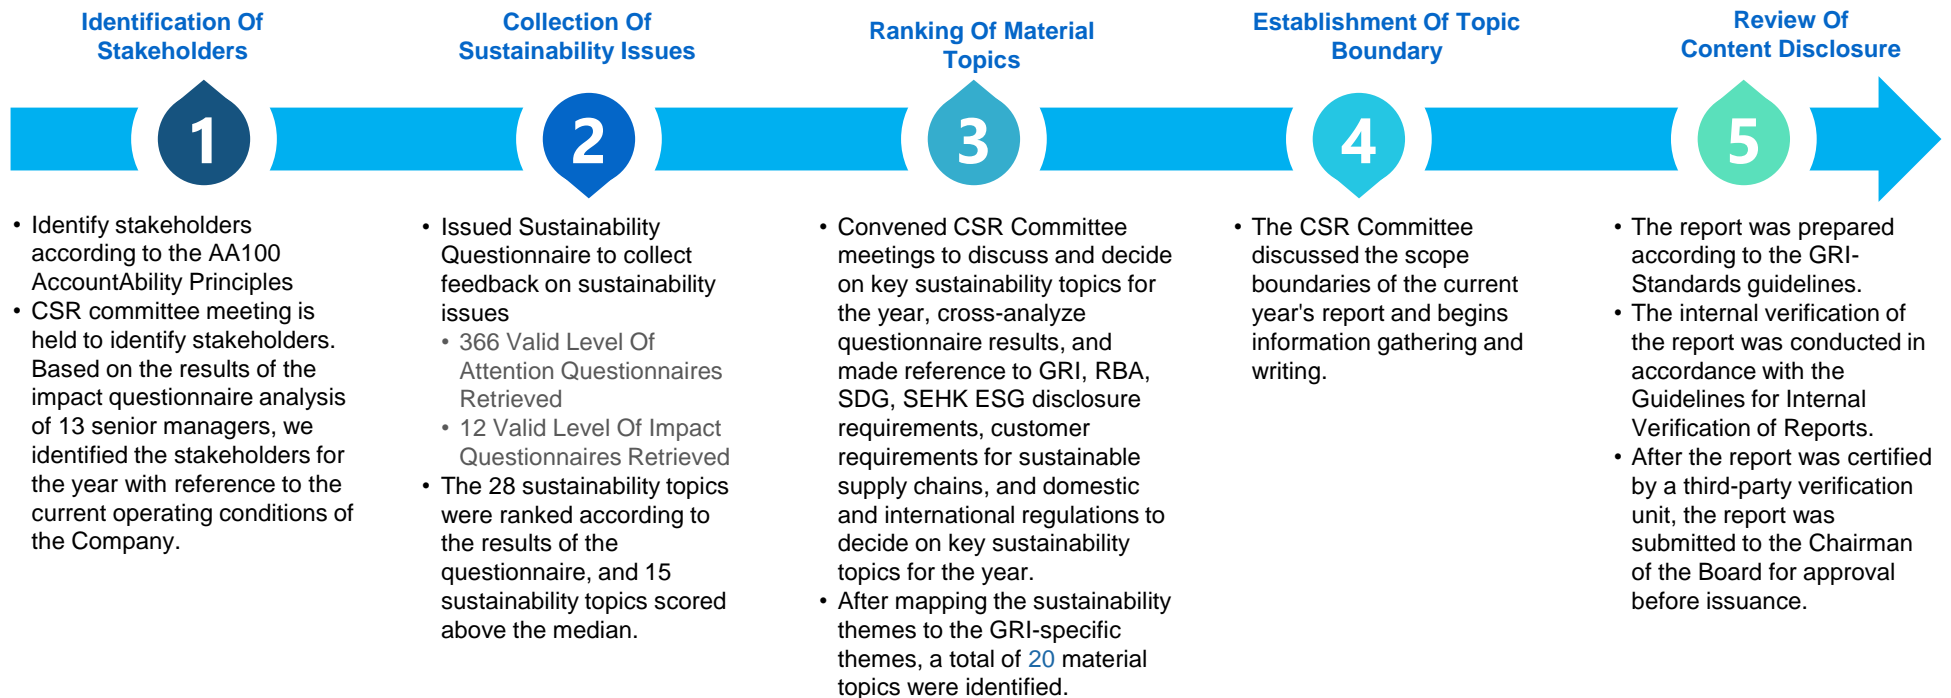 Identification Of
Stakeholders
1
• Identify stakeholders
according to the AA100
AccountAbility Principles
• CSR committee meeting is
held to identify stakeholders.
Based on the results of the
impact questionnaire analysis
of 13 senior managers, we
identified the stakeholders for
the year with reference to the
current operating conditions of
the Company.
Collection Of
Sustainability Issues
2
• Issued Sustainability
Questionnaire to collect
feedback on sustainability
issues
• 366 Valid Level Of
Attention Questionnaires
Retrieved
• 12 Valid Level Of Impact
Questionnaires Retrieved
• The 28 sustainability topics
were ranked according to
the results of the
questionnaire, and 15
sustainability topics scored
above the median.
Ranking Of Material
Topics
3
• Convened CSR Committee
meetings to discuss and decide
on key sustainability topics for
the year, cross-analyze
questionnaire results, and
made reference to GRI, RBA,
SDG, SEHK ESG disclosure
requirements, customer
requirements for sustainable
supply chains, and domestic
and international regulations to
decide on key sustainability
topics for the year.
• After mapping the sustainability
themes to the GRI-specific
themes, a total of 20 material
topics were identified.
Establishment Of Topic
Boundary
4
• The CSR Committee
discussed the scope
boundaries of the current
year's report and begins
information gathering and
writing.
Review Of
Content Disclosure
5
• The report was prepared
according to the GRI-
Standards guidelines.
• The internal verification of
the report was conducted in
accordance with the
Guidelines for Internal
Verification of Reports.
• After the report was certified
by a third-party verification
unit, the report was
submitted to the Chairman
of the Board for approval
before issuance.